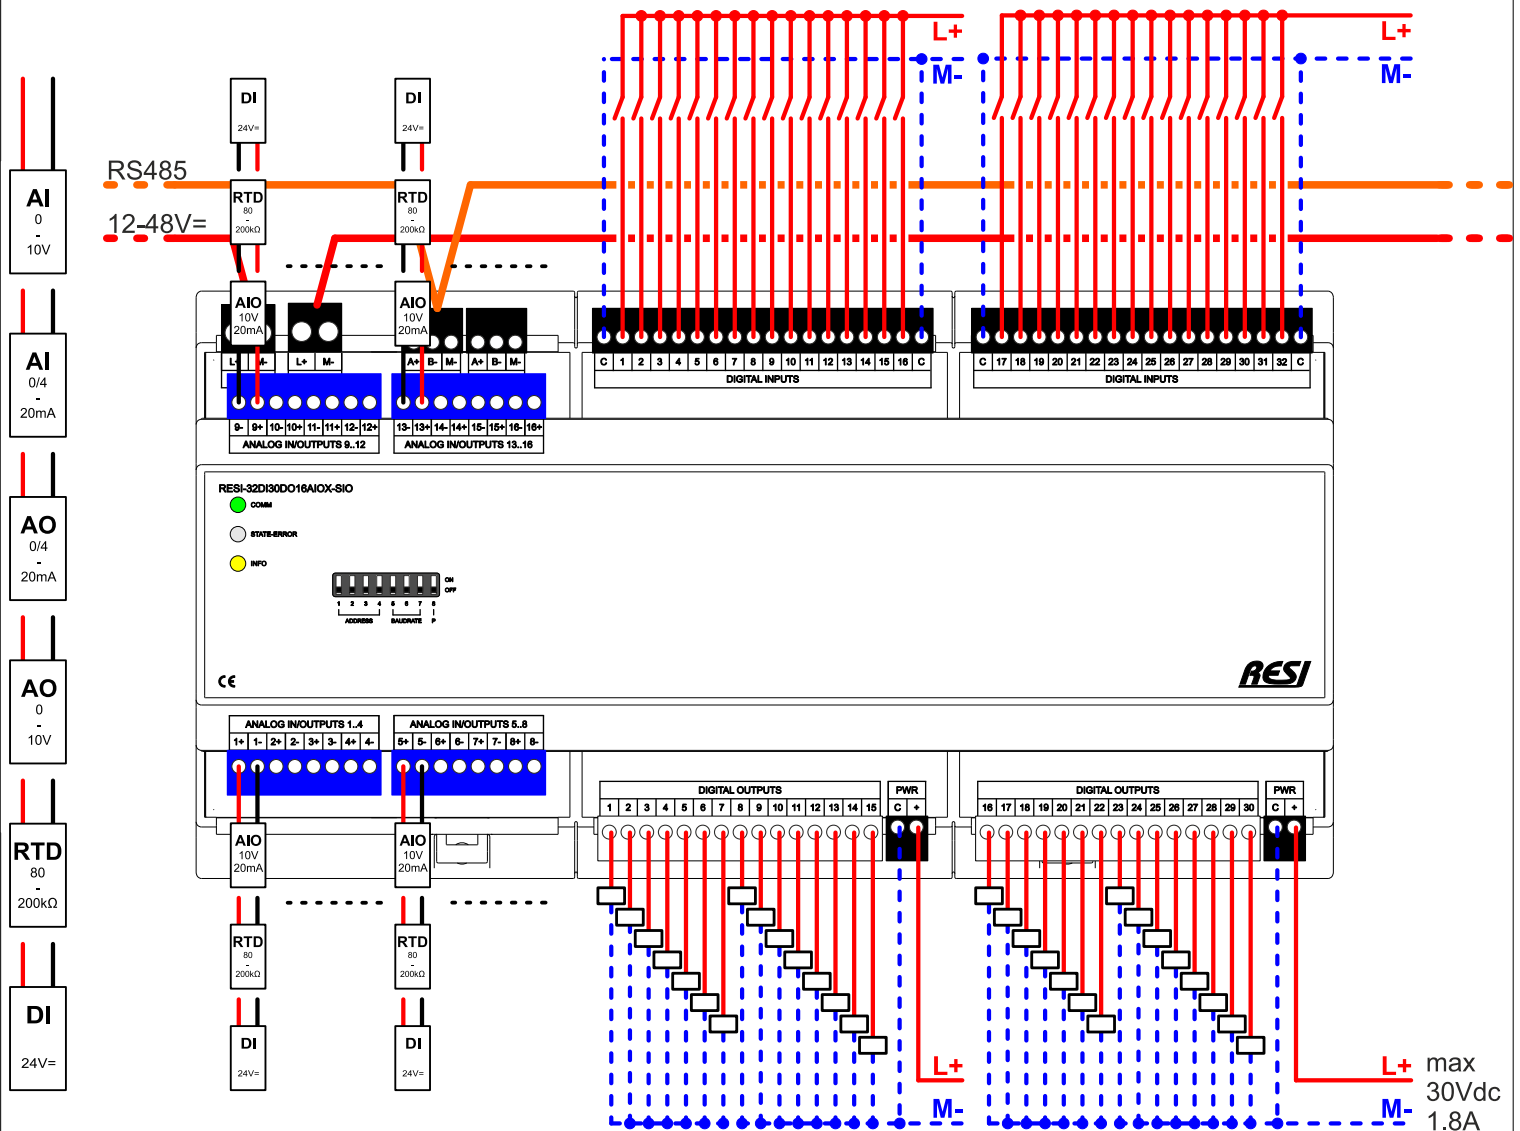 L+
M-
L+
M-
DI
24V=
DI
24V=
RS485
12-48V=
RTD
80
-
200kΩ
RTD
80
-
200kΩ
AIO
10V
20mA
AIO
10V
20mA
AI
0
-
10V
AI
0/4
-
20mA
AO
0/4
-
20mA
AO
0
-
10V
RTD
80
-
200kΩ
DI
24V=
L+ M- L+ M- A+ B- M- A+ B- M-
C 1 2 3 4 5 6 7 8 9 10 11 12 13 14 15 16 C
DIGITAL INPUTS
C 17 18 19 20 21 22 23 24 25 26 27 28 29 30 31 32 C
DIGITAL INPUTS
9- 9+ 10- 10+ 11- 11+ 12- 12+
ANALOG IN/OUTPUTS 9..12
13- 13+ 14- 14+ 15- 15+ 16- 16+
ANALOG IN/OUTPUTS 13..16
RESI-32DI30DO16AIOX-SIO
COMM
STATE-ERROR
INFO
ON
OFF
1 2 3 4 5 6 7 8
ADDRESS BAUDRATE P
CE
RESI
ANALOG IN/OUTPUTS 1..4
1+ 1- 2+ 2- 3+ 3- 4+ 4-
ANALOG IN/OUTPUTS 5..8
5+ 5- 6+ 6- 7+ 7- 8+ 8-
DIGITAL OUTPUTS
1 2 3 4 5 6 7 8 9 10 11 12 13 14 15
PWR
C +
DIGITAL OUTPUTS
16 17 18 19 20 21 22 23 24 25 26 27 28 29 30
PWR
C +
AIO
10V
20mA
AIO
10V
20mA
RTD
80
-
200kΩ
RTD
80
-
200kΩ
DI
24V=
DI
24V=
L+
M-
L+
M-
max
30Vdc
1.8A